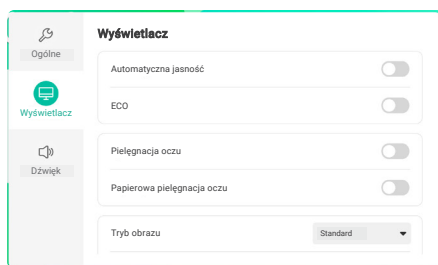 Wyświetlacz
Ogólne
Automatyczna jasność
ECO
Wyświetlacz
Pielęgnacja oczu
Dźwięk
Papierowa pielęgnacja oczu
Tryb obrazu
Standard